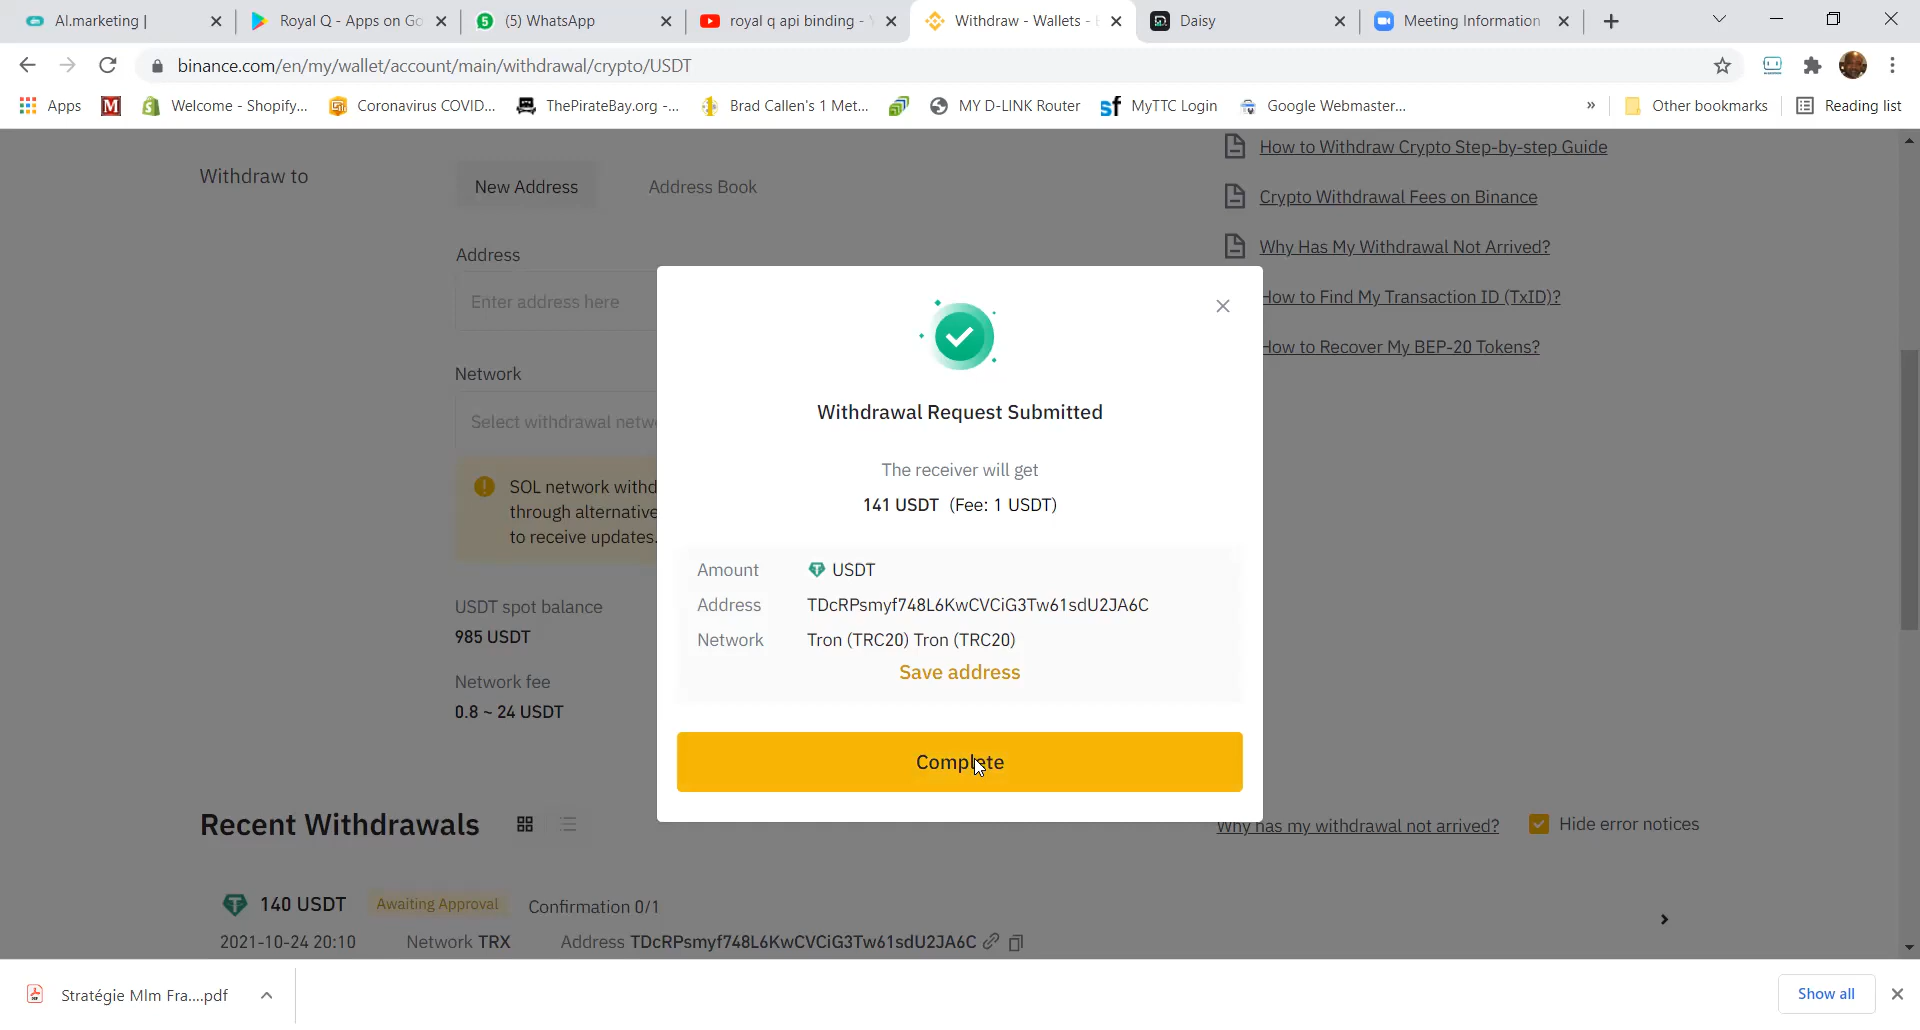 AI.marketing |
Royal Q - Apps on Go
(5) WhatsApp
royal q api binding -
Withdraw - Wallets -
Daisy
Meeting Information
binance.com/en/my/wallet/account/main/withdrawal/crypto/USDT
Apps
Welcome - Shopify...
Coronavirus COVID...
ThePirateBay.org -...
Brad Callen's 1 Met...
MY D-LINK Router
MyTTC Login
Google Webmaster...
»
Other bookmarks
Reading list
Withdraw to
New Address
Address Book
How to Withdraw Crypto Step-by-step Guide
Crypto Withdrawal Fees on Binance
Why Has My Withdrawal Not Arrived?
How to Find My Transaction ID (TxID)?
How to Recover My BEP-20 Tokens?
Address
Enter address here
Network
Select withdrawal netw
SOL network withd
through alternative
to receive updates.
USDT spot balance
985 USDT
Network fee
0.8 ~ 24 USDT
Withdrawal Request Submitted
The receiver will get
141 USDT (Fee: 1 USDT)
Amount USDT
Address TDcRPsmyf748L6KwCVCiG3Tw61sdU2JA6C
Network Tron (TRC20) Tron (TRC20)
Save address
Complete
Recent Withdrawals
Why has my withdrawal not arrived?
Hide error notices
140 USDT Awaiting Approval Confirmation 0/1
2021-10-24 20:10 Network TRX Address TDcRPsmyf748L6KwCVCiG3Tw61sdU2JA6C
Stratégie Mlm Fra....pdf
Show all